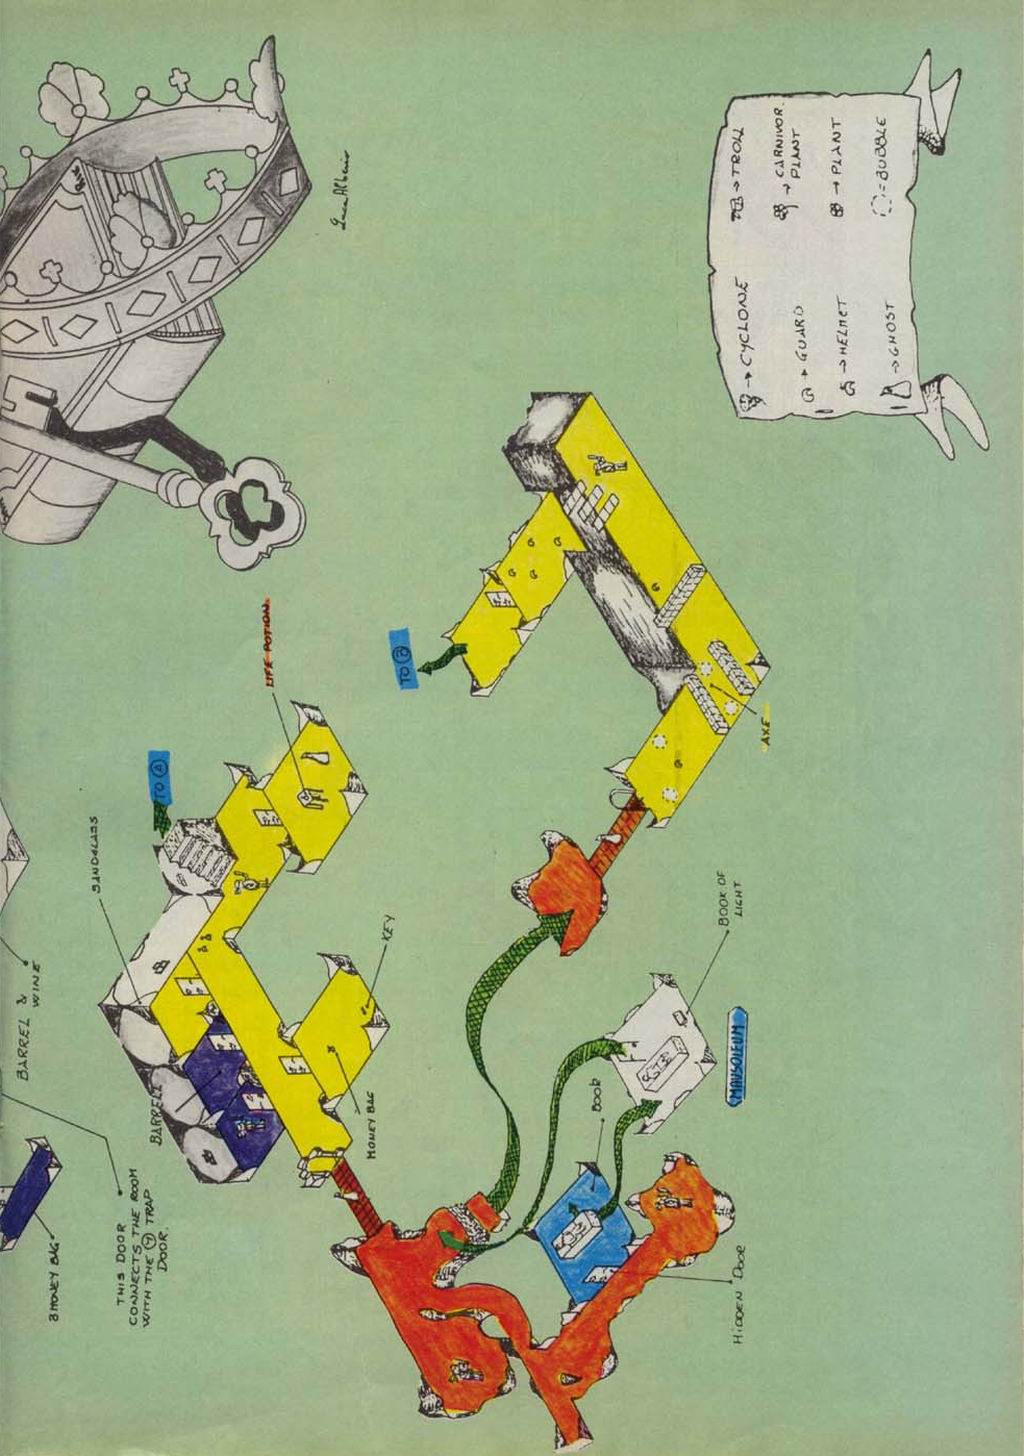 TROLL
CARNIVOR.
PLANT
PLANT
=BUBBLE
CYCLONE
GUARD
HELMET
GHOST
LIFE POTION
TO B
TO A
SANDGLASS
BARREL &
WINE
BARREL
KEY
MONEY BAG
AXE
BOOK OF
LIGHT
MAUSOLEUM
BOOK
HIDDEN DOOR
THIS DOOR
CONNECTS THE ROOM
WITH THE Y TRAP
DOOR.
3 MONEY BAG